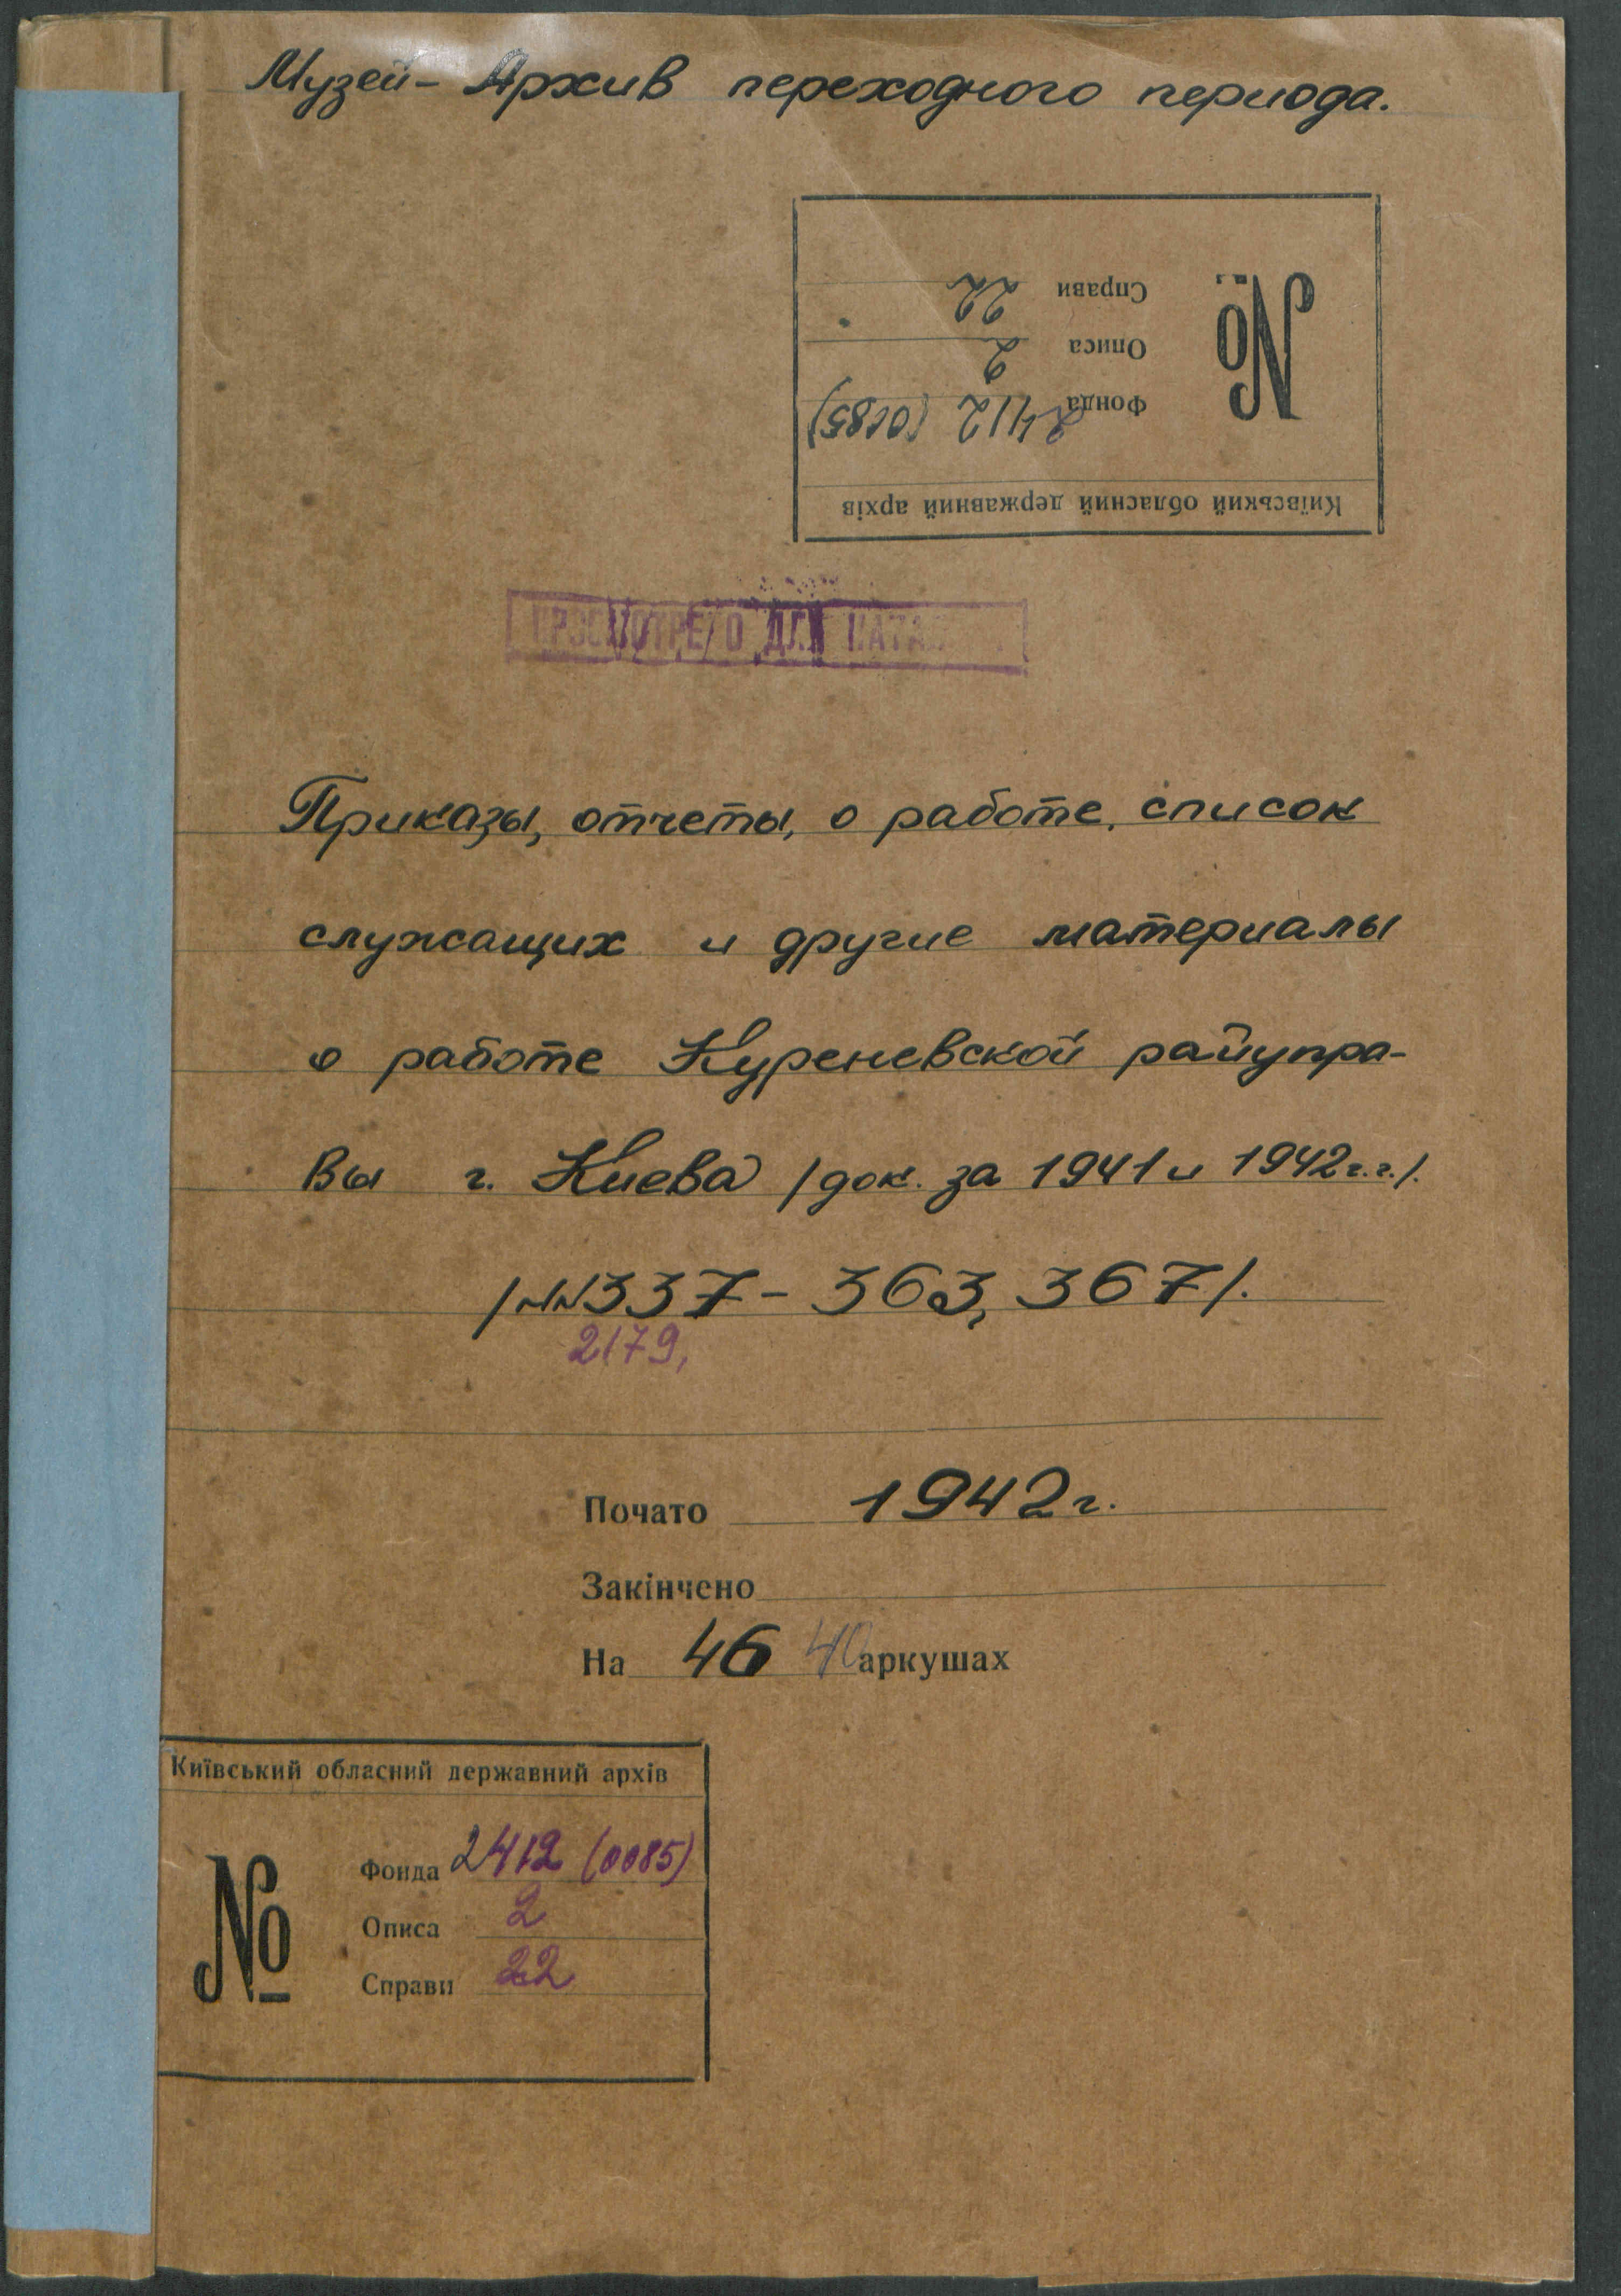 Музей-Архив переходного периода.
Київський обласний державний архів
№
Фонда 2412 (0085)
Описа 2
Справи 22
ПРОСМОТРЕНО ДЛЯ
Приказы, отчеты, о работе, список
служащих и другие материалы
о работе Куреневской райупра-
вы г. Киева /док. за 1941 и 1942 г.г./.
/№№337-363, 367/.
2179,
Почато 1942 г.
Закінчено
На 46 40 аркушах
Київський обласний державний архів
№
Фонда 2412 (0085)
Описа 2
Справи 22